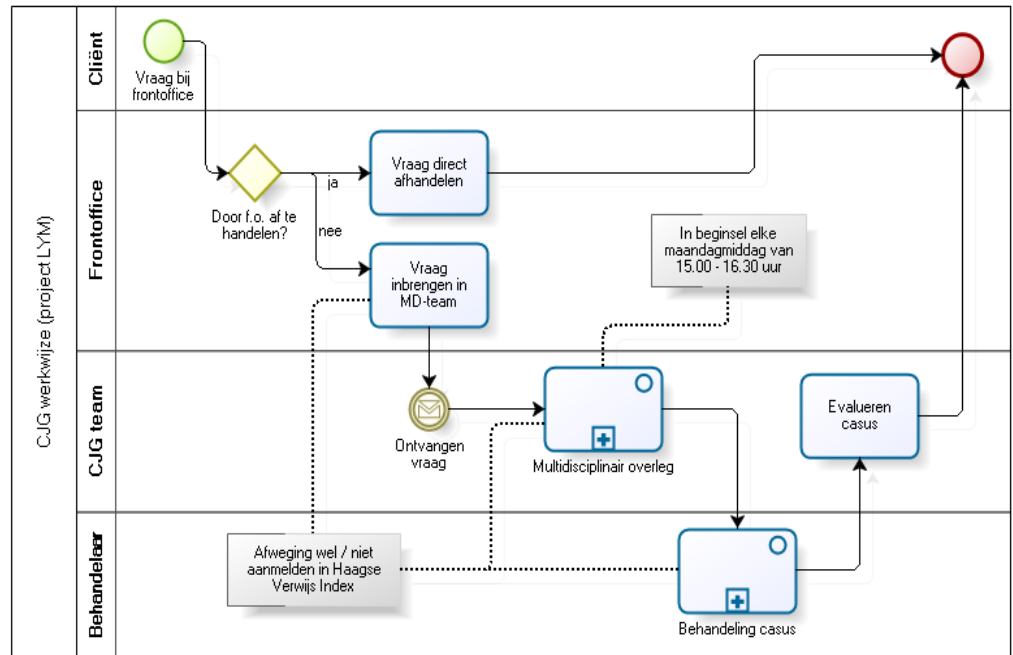 CJG werkwijze (project LYM)
Cliënt
Vraag bij
frontoffice
Frontoffice
Door f.o. af te
handelen?
ja
nee
Vraag direct
afhandelen
Vraag
inbrengen in
MD-team
In beginsel elke
maandagmiddag van
15.00 - 16.30 uur
CJG team
Ontvangen
vraag
Multidisciplinair overleg
Evalueren
casus
Behandelaar
Afweging wel / niet
aanmelden in Haagse
Verwijs Index
Behandeling casus